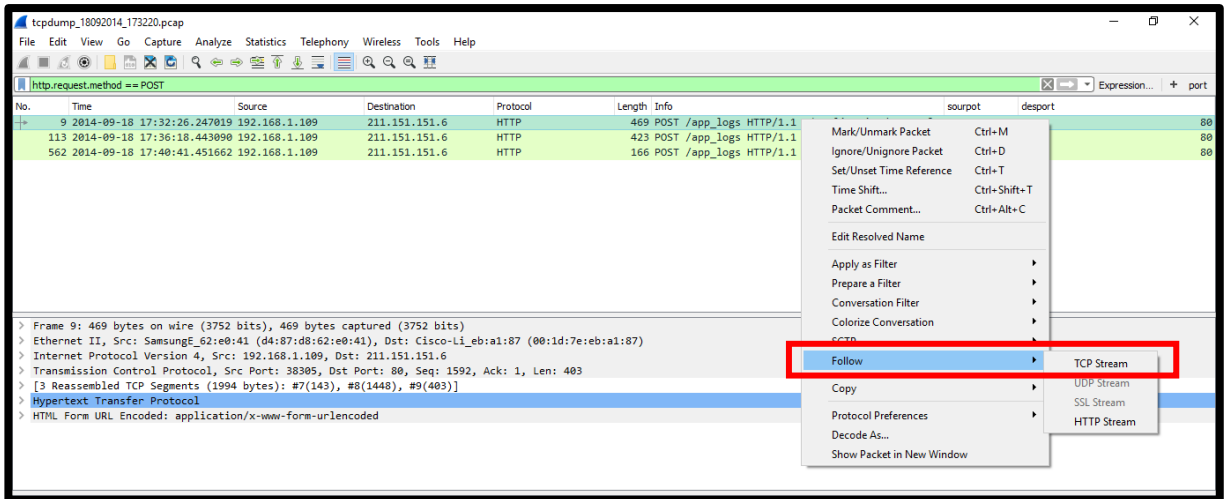 tcpdump_18092014_173220.pcap
File Edit View Go Capture Analyze Statistics Telephony Wireless Tools Help
http.request.method == POST
Expression... + port
No. Time Source Destination Protocol Length Info sourpot desport
9 2014-09-18 17:32:26.247019 192.168.1.109 211.151.151.6 HTTP 469 POST /app_logs HTTP/1.1 80
113 2014-09-18 17:36:18.443090 192.168.1.109 211.151.151.6 HTTP 423 POST /app_logs HTTP/1.1 80
562 2014-09-18 17:40:41.451662 192.168.1.109 211.151.151.6 HTTP 166 POST /app_logs HTTP/1.1 80
Mark/Unmark Packet Ctrl+M
Ignore/Unignore Packet Ctrl+D
Set/Unset Time Reference Ctrl+T
Time Shift... Ctrl+Shift+T
Packet Comment... Ctrl+Alt+C
Edit Resolved Name
Apply as Filter
Prepare a Filter
Conversation Filter
Colorize Conversation
SCTP
Follow
Copy
Protocol Preferences
Decode As...
Show Packet in New Window
TCP Stream
UDP Stream
SSL Stream
HTTP Stream
> Frame 9: 469 bytes on wire (3752 bits), 469 bytes captured (3752 bits)
> Ethernet II, Src: SamsungE_62:e0:41 (d4:87:d8:62:e0:41), Dst: Cisco-Li_eb:a1:87 (00:1d:7e:eb:a1:87)
> Internet Protocol Version 4, Src: 192.168.1.109, Dst: 211.151.151.6
> Transmission Control Protocol, Src Port: 38305, Dst Port: 80, Seq: 1592, Ack: 1, Len: 403
> [3 Reassembled TCP Segments (1994 bytes): #7(143), #8(1448), #9(403)]
> Hypertext Transfer Protocol
> HTML Form URL Encoded: application/x-www-form-urlencoded